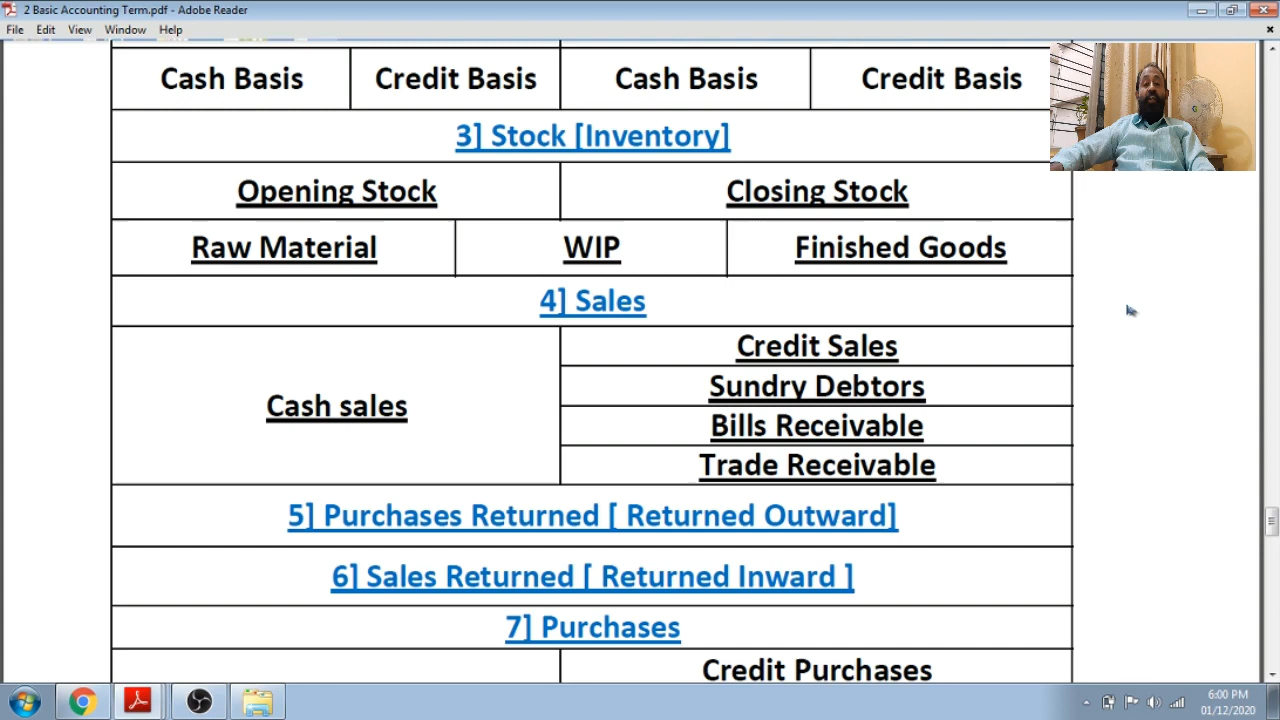 2 Basic Accounting Term.pdf - Adobe Reader
File Edit View Window Help
Cash Basis Credit Basis Cash Basis Credit Basis
3] Stock [Inventory]
Opening Stock Closing Stock
Raw Material WIP Finished Goods
4] Sales
Cash sales
Credit Sales
Sundry Debtors
Bills Receivable
Trade Receivable
5] Purchases Returned [ Returned Outward]
6] Sales Returned [ Returned Inward ]
7] Purchases
Credit Purchases
6:00 PM
01/12/2020